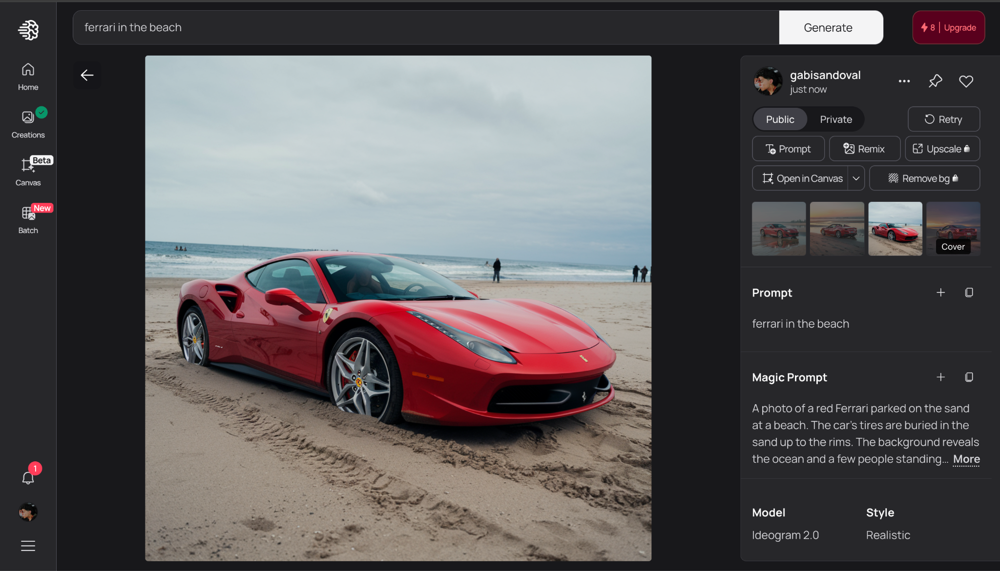 ferrari in the beach
Generate
8 | Upgrade
Home
Creations
Beta
Canvas
New
Batch
1
gabisandoval
just now
Public
Private
Retry
Prompt
Remix
Upscale
Open in Canvas
Remove bg
Cover
Prompt
ferrari in the beach
Magic Prompt
A photo of a red Ferrari parked on the sand
at a beach. The car's tires are buried in the
sand up to the rims. The background reveals
the ocean and a few people standing... More
Model
Style
Ideogram 2.0
Realistic